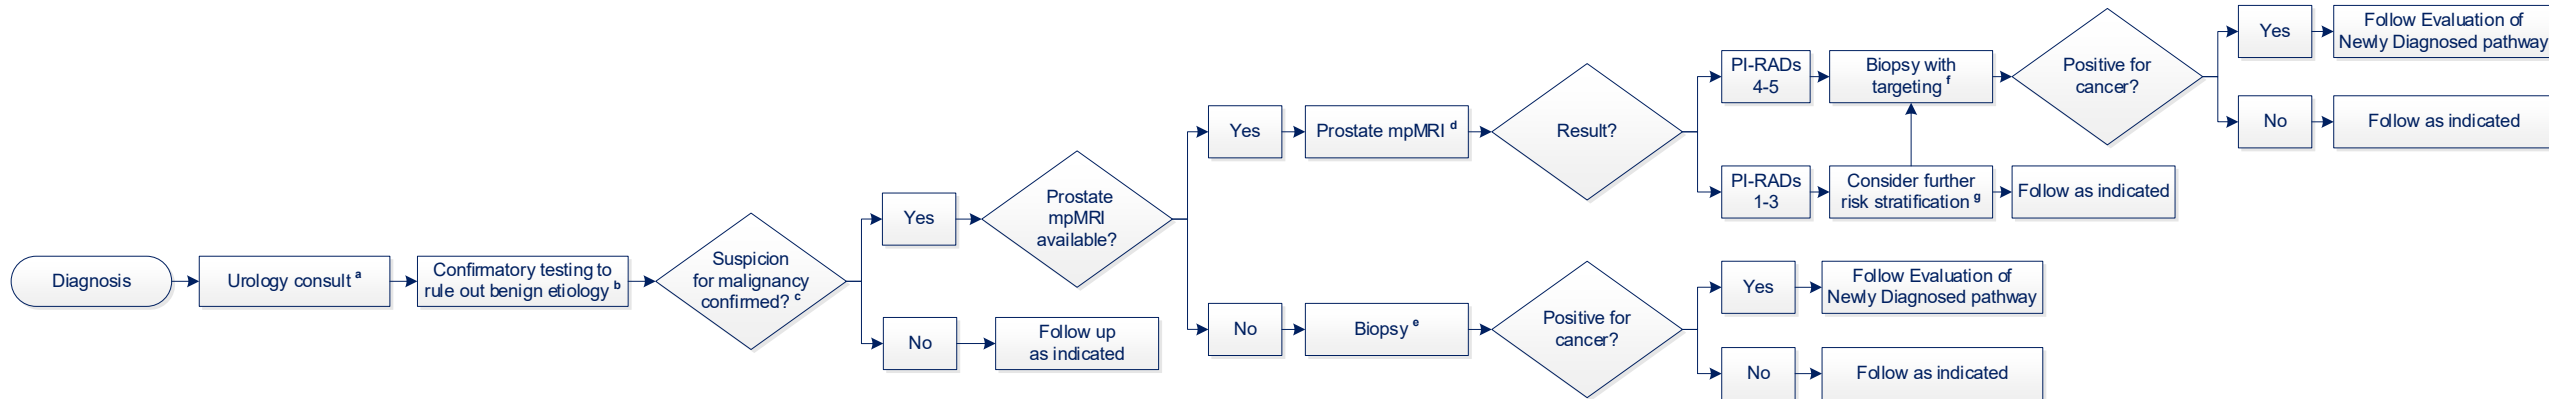 Diagnosis
Urology consult a
Confirmatory testing to
rule out benign etiology b
Suspicion
for malignancy
confirmed? c
Yes
No
Follow up
as indicated
Prostate
mpMRI
available?
Yes
Prostate mpMRI d
Result?
PI-RADs
4-5
Biopsy with
targeting f
Positive for
cancer?
Yes
Follow Evaluation of
Newly Diagnosed pathway
No
Follow as indicated
PI-RADs
1-3
Consider further
risk stratification g
Follow as indicated
No
Biopsy e
Positive for
cancer?
Yes
Follow Evaluation of
Newly Diagnosed pathway
No
Follow as indicated